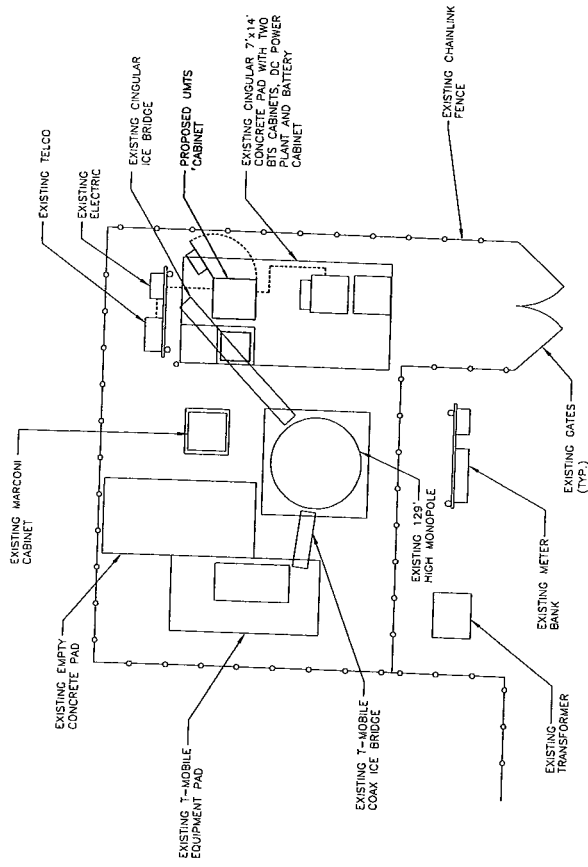 EXISTING TELCO
EXISTING
ELECTRIC
EXISTING CINGULAR
ICE BRIDGE
PROPOSED UMTS
CABINET
EXISTING CINGULAR 7'x14'
CONCRETE PAD WITH TWO
BTS CABINETS, DC POWER
PLANT AND BATTERY
CABINET
EXISTING CHAINLINK
FENCE
EXISTING MARCONI
CABINET
EXISTING EMPTY
CONCRETE PAD
EXISTING T-MOBILE
EQUIPMENT PAD
EXISTING T-MOBILE
COAX ICE BRIDGE
EXISTING 129'
HIGH MONOPOLE
EXISTING GATES
(TYP.)
EXISTING METER
BANK
EXISTING
TRANSFORMER